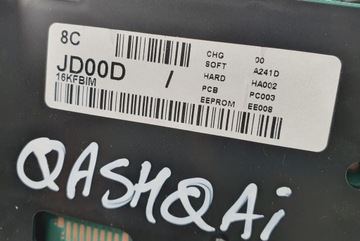 8C
JD00D /
16KFBIM
CHG 00
SOFT A241D
HARD HA002
PCB PC003
EEPROM EE008
QASHQAi